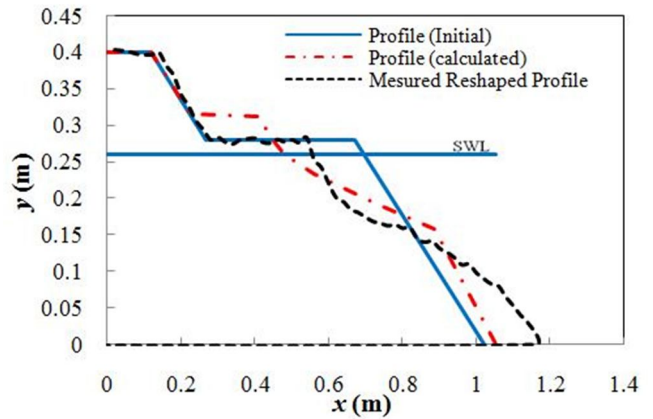 Profile (Initial)
Profile (calculated)
Mesured Reshaped Profile
SWL
y (m)
0.45
0.4
0.35
0.3
0.25
0.2
0.15
0.1
0.05
0
0 0.2 0.4 0.6 0.8 1 1.2 1.4
x (m)